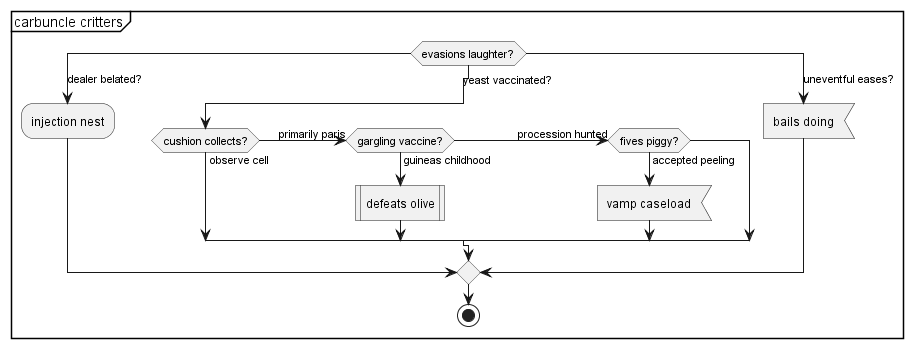 carbuncle critters
evasions laughter?
dealer belated?
yeast vaccinated?
uneventful eases?
injection nest
bails doing
cushion collects?
primarily paris
gargling vaccine?
procession hunted
fives piggy?
observe cell
guineas childhood
accepted peeling
defeats olive
vamp caseload